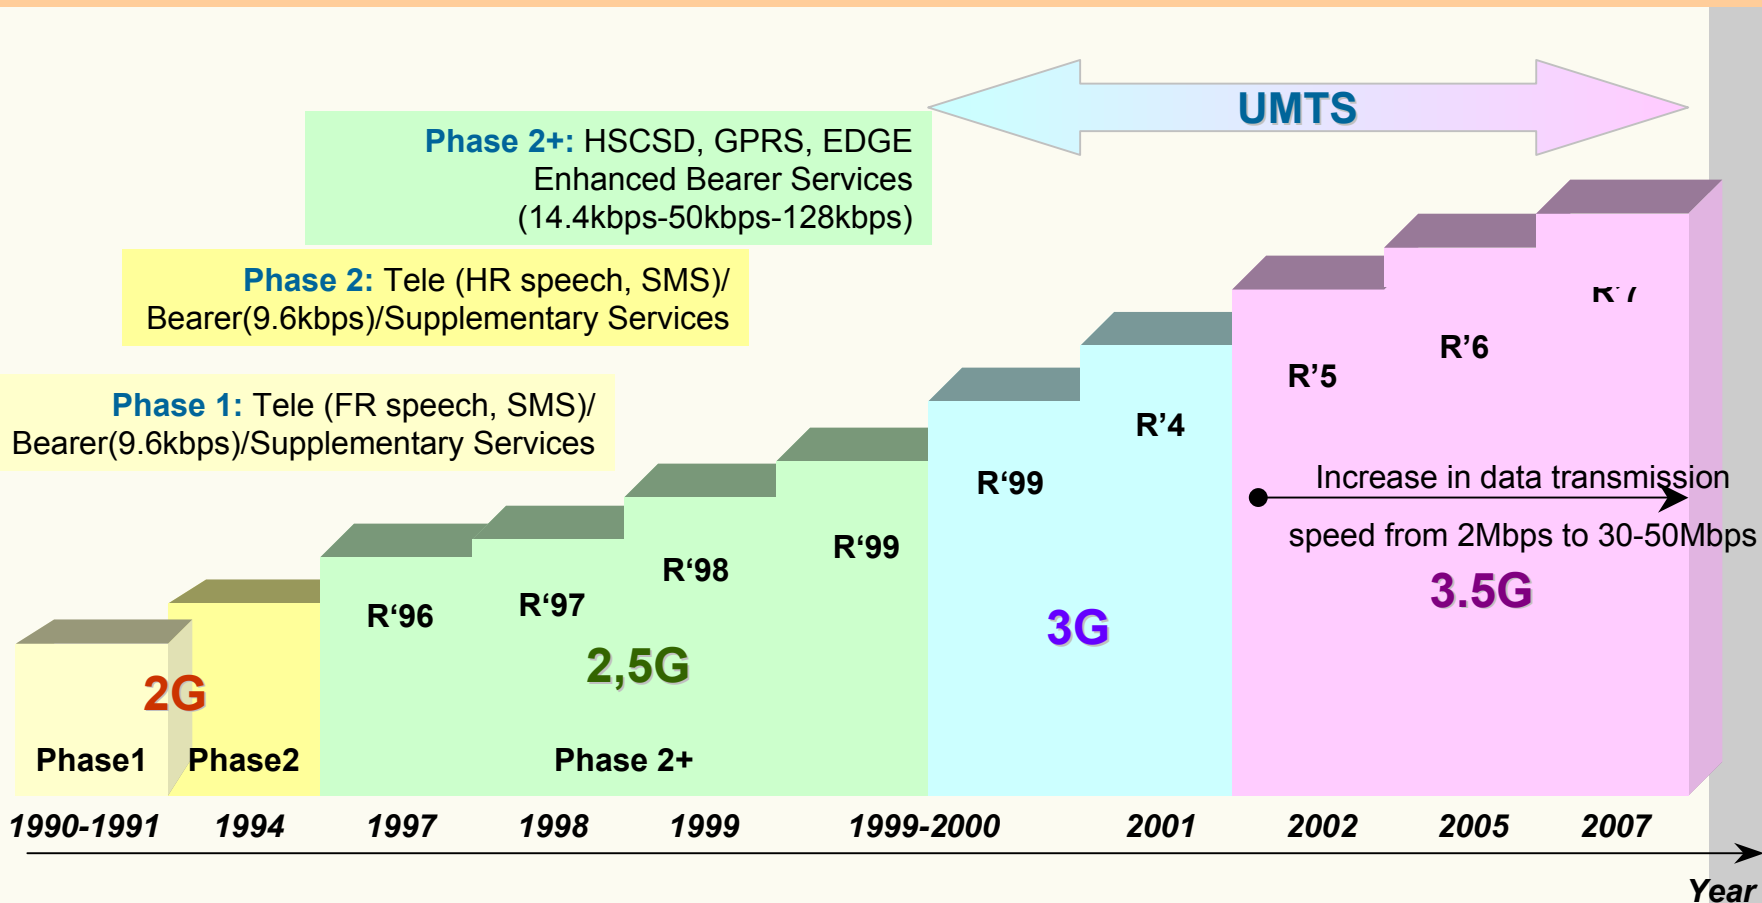 UMTS
Phase 2+: HSCSD, GPRS, EDGE
Enhanced Bearer Services
(14.4kbps-50kbps-128kbps)
Phase 2: Tele (HR speech, SMS)/
Bearer(9.6kbps)/Supplementary Services
Phase 1: Tele (FR speech, SMS)/
Bearer(9.6kbps)/Supplementary Services
R’7
R’6
R’5
R’4
R‘99
R‘99
R‘98
R‘97
R‘96
Increase in data transmission
speed from 2Mbps to 30-50Mbps
3.5G
3G
2,5G
2G
Phase1
Phase2
Phase 2+
1990-1991
1994
1997
1998
1999
1999-2000
2001
2002
2005
2007
Year